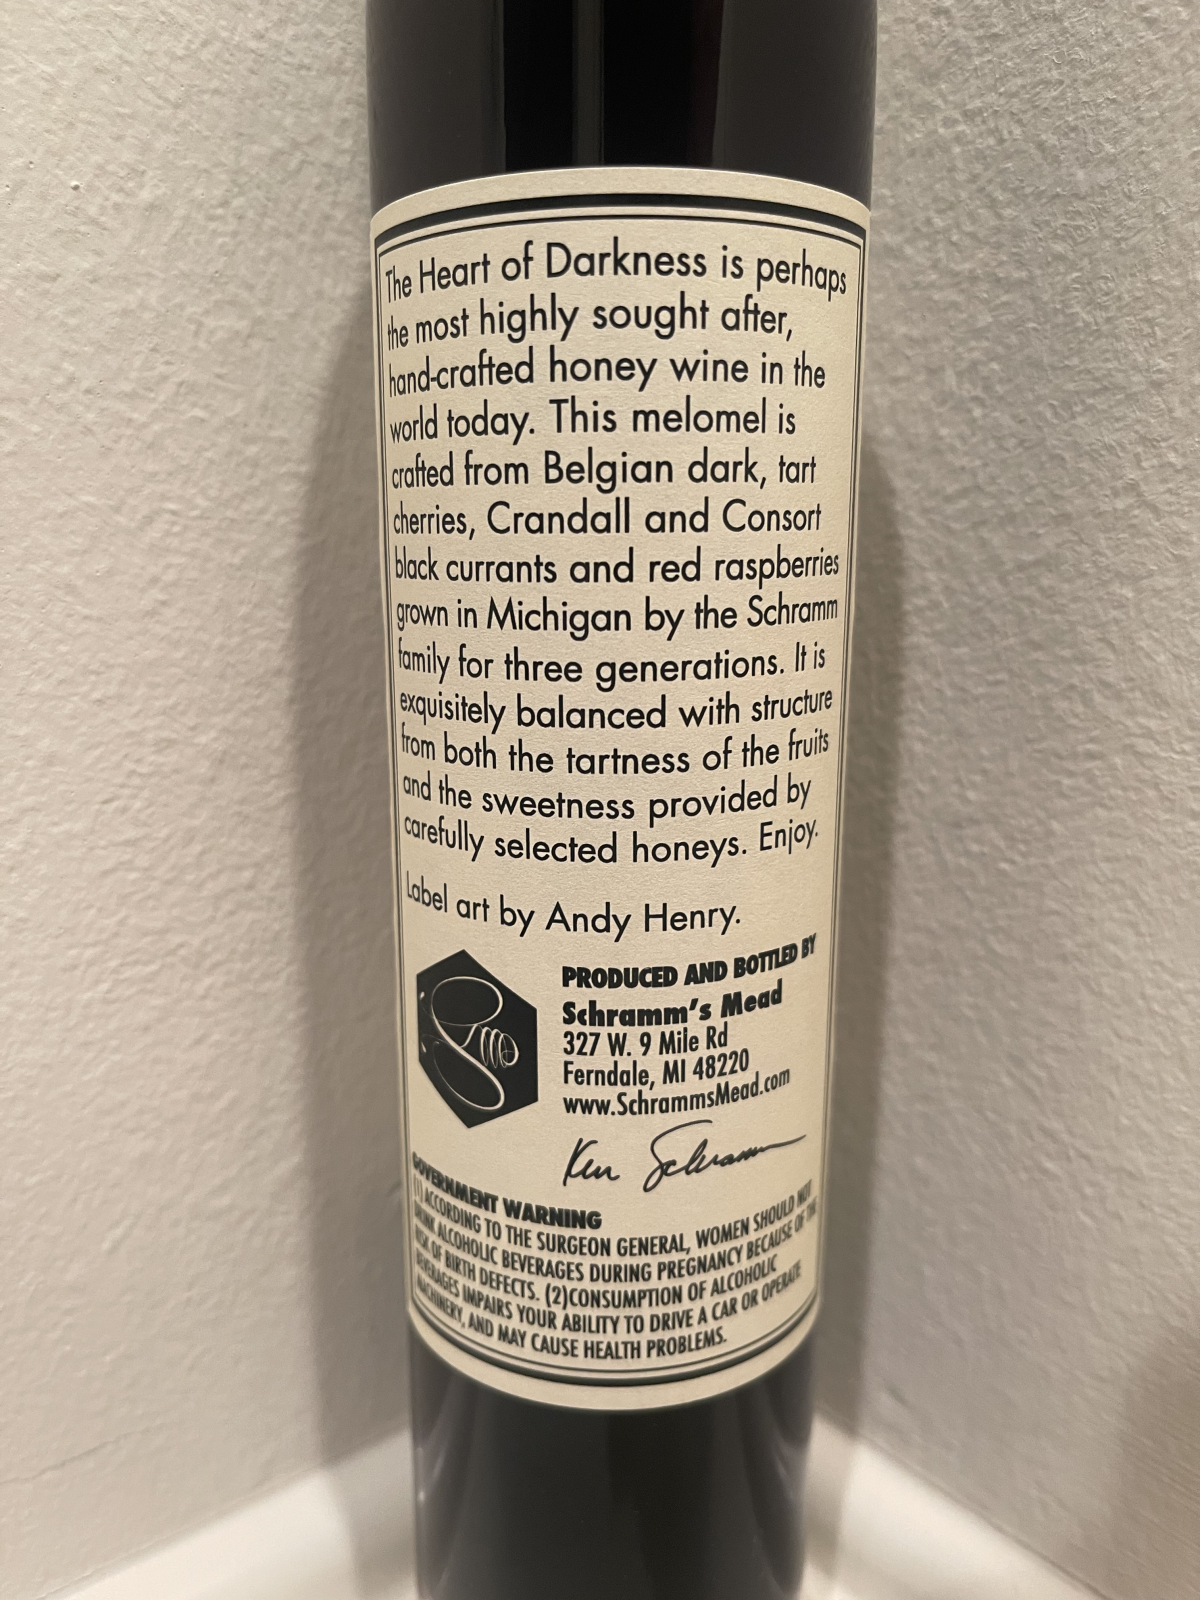 The Heart of Darkness is perhaps
the most highly sought after,
hand-crafted honey wine in the
world today. This melomel is
crafted from Belgian dark, tart
cherries, Crandall and Consort
black currants and red raspberries
grown in Michigan by the Schramm
family for three generations. It is
exquisitely balanced with structure
from both the tartness of the fruits
and the sweetness provided by
carefully selected honeys. Enjoy.
Label art by Andy Henry.
PRODUCED AND BOTTLED BY
Schramm's Mead
327 W. 9 Mile Rd
Ferndale, MI 48220
www.SchrammsMead.com
Ken Schramm
GOVERNMENT WARNING
(1) ACCORDING TO THE SURGEON GENERAL, WOMEN SHOULD NOT
DRINK ALCOHOLIC BEVERAGES DURING PREGNANCY BECAUSE OF THE
RISK OF BIRTH DEFECTS. (2)CONSUMPTION OF ALCOHOLIC
BEVERAGES IMPAIRS YOUR ABILITY TO DRIVE A CAR OR OPERATE
MACHINERY, AND MAY CAUSE HEALTH PROBLEMS.